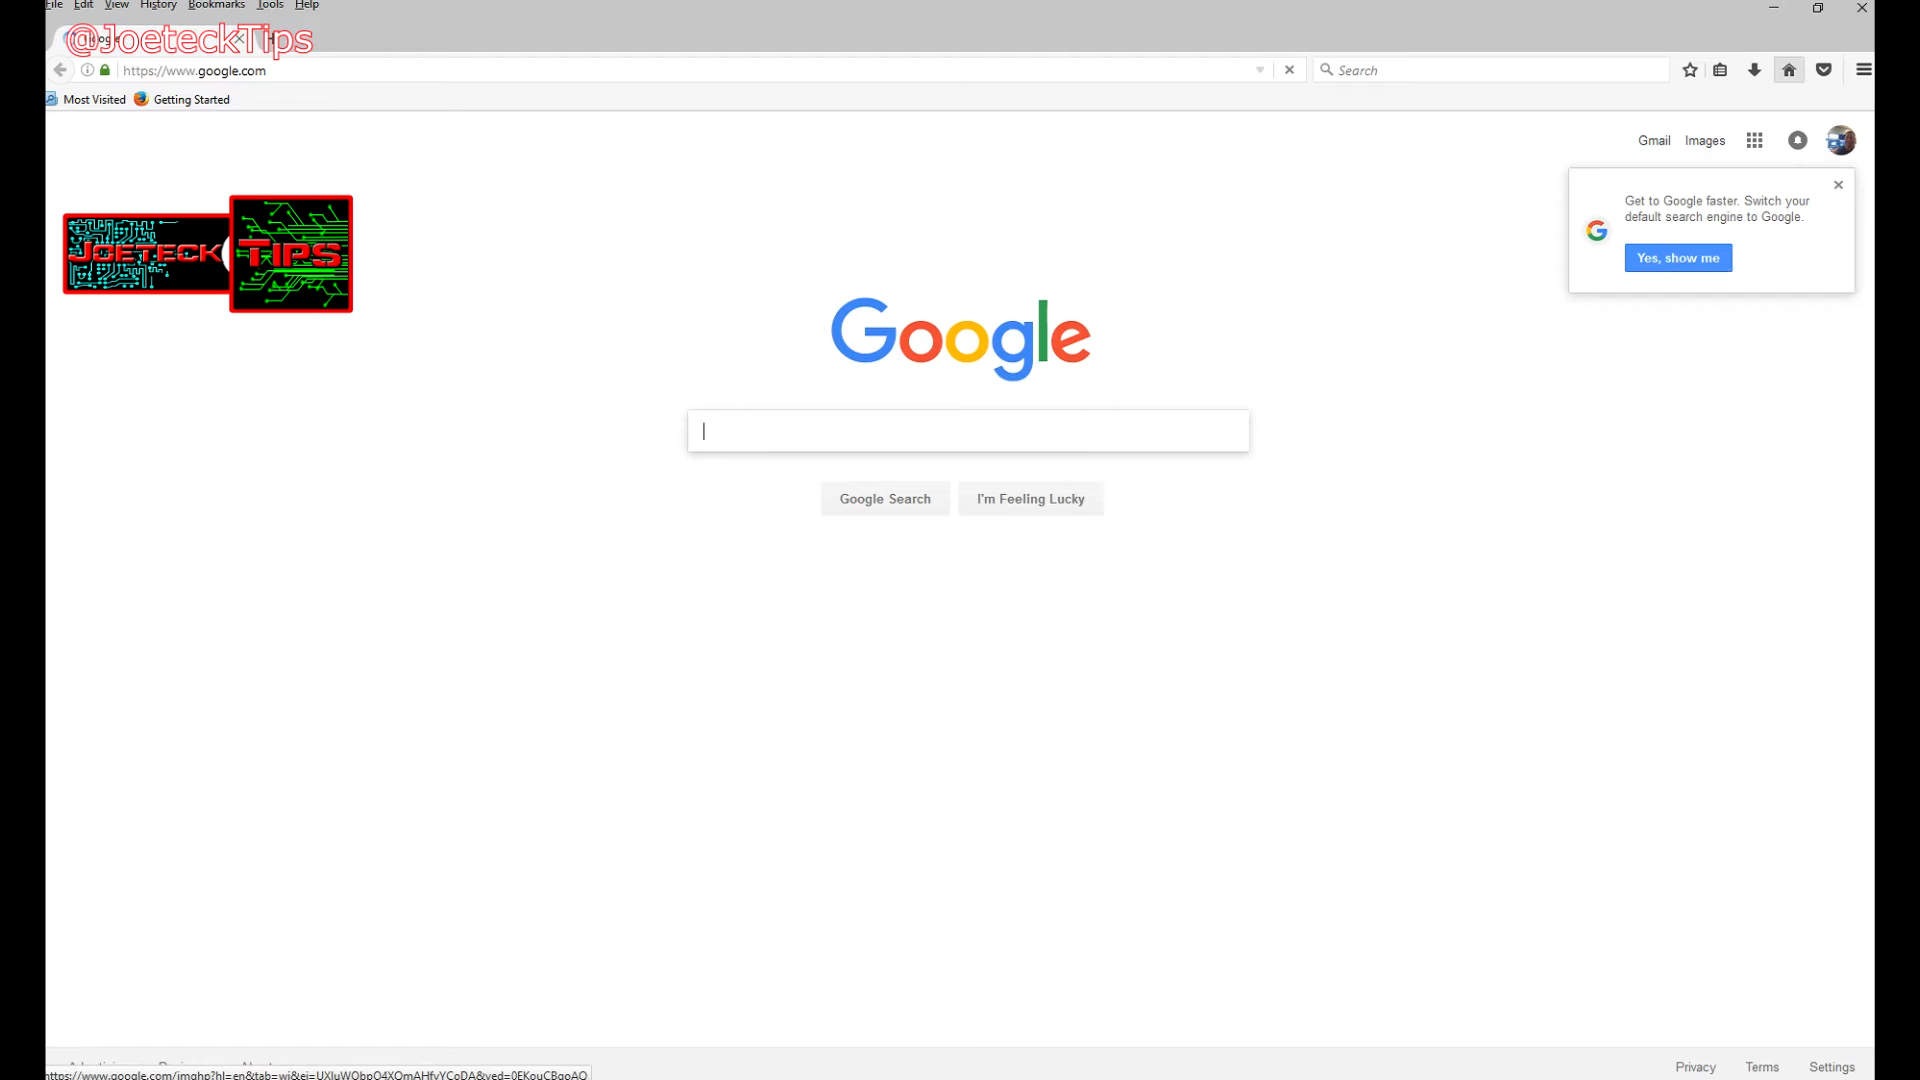 File Edit View History Bookmarks Tools Help
@JoeteckTips
https://www.google.com
Search
Most Visited Getting Started
Gmail Images
Get to Google faster. Switch your
default search engine to Google.
Yes, show me
JOETECK TIPS
Google
Google Search I'm Feeling Lucky
Privacy Terms Settings